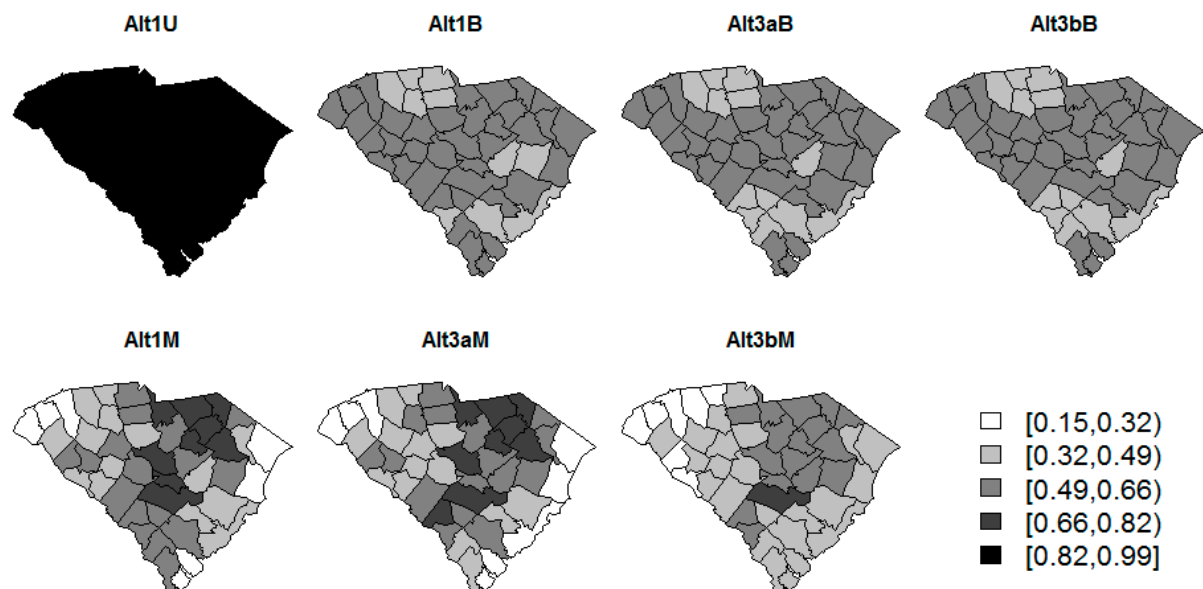 Alt1U
Alt1B
Alt3aB
Alt3bB
Alt1M
Alt3aM
Alt3bM
[0.15,0.32)
[0.32,0.49)
[0.49,0.66)
[0.66,0.82)
[0.82,0.99]